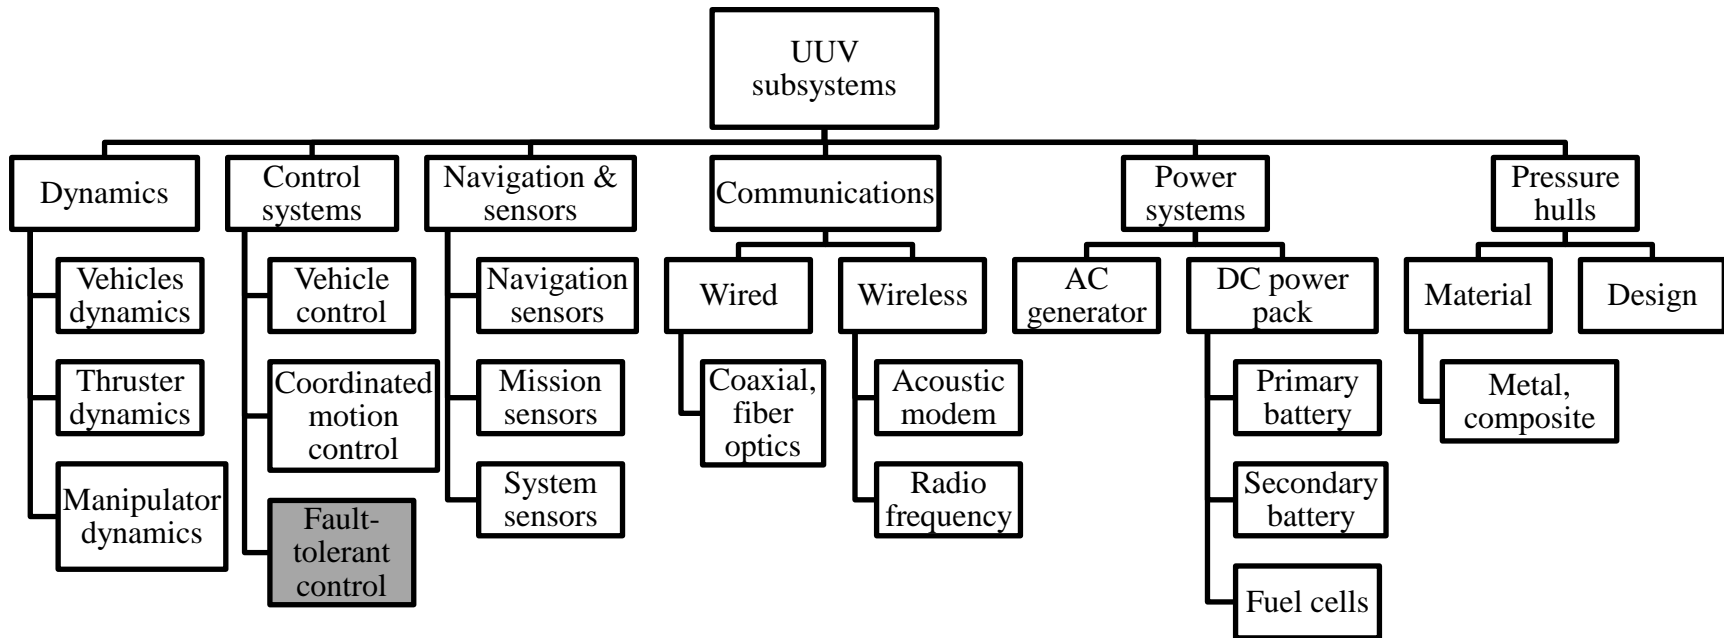 UUV
subsystems
Dynamics
Control
systems
Navigation &
sensors
Communications
Power
systems
Pressure
hulls
Vehicles
dynamics
Thruster
dynamics
Manipulator
dynamics
Vehicle
control
Coordinated
motion
control
Fault-
tolerant
control
Navigation
sensors
Mission
sensors
System
sensors
Wired
Coaxial,
fiber
optics
Wireless
Acoustic
modem
Radio
frequency
AC
generator
DC power
pack
Primary
battery
Secondary
battery
Fuel cells
Material
Metal,
composite
Design